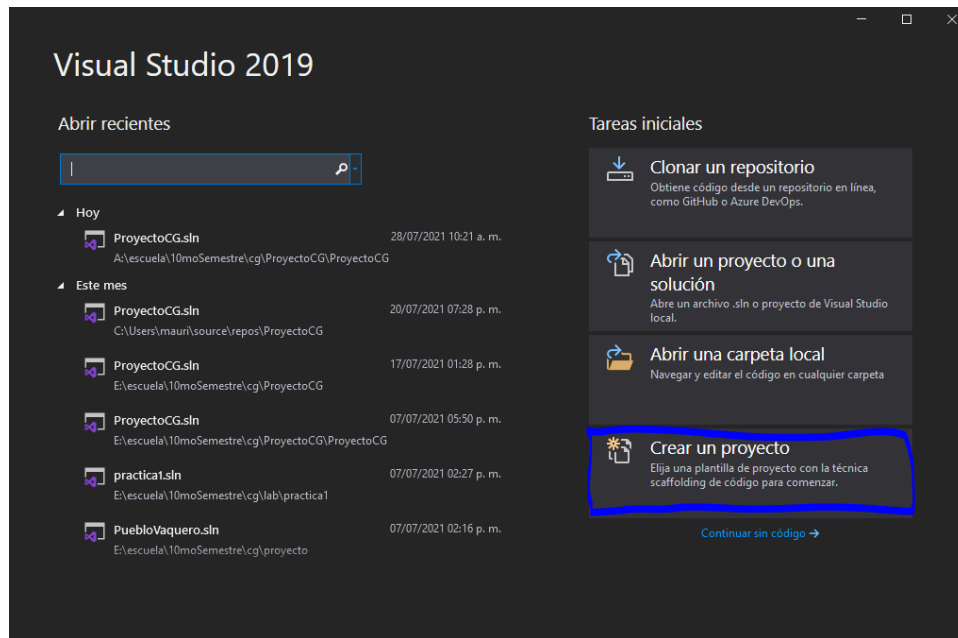 Visual Studio 2019
Abrir recientes
Hoy
ProyectoCG.sln
28/07/2021 10:21 a. m.
A:\escuela\10moSemestre\cg\ProyectoCG\ProyectoCG
Este mes
ProyectoCG.sln
20/07/2021 07:28 p. m.
C:\Users\mauri\source\repos\ProyectoCG
ProyectoCG.sln
17/07/2021 01:28 p. m.
E:\escuela\10moSemestre\cg\ProyectoCG
ProyectoCG.sln
07/07/2021 05:50 p. m.
E:\escuela\10moSemestre\cg\ProyectoCG\ProyectoCG
practica1.sln
07/07/2021 02:27 p. m.
E:\escuela\10moSemestre\cg\lab\practica1
PuebloVaquero.sln
07/07/2021 02:16 p. m.
E:\escuela\10moSemestre\cg\proyecto
Tareas iniciales
Clonar un repositorio
Obtiene código desde un repositorio en línea,
como GitHub o Azure DevOps.
Abrir un proyecto o una
solución
Abre un archivo .sln o proyecto de Visual Studio
local.
Abrir una carpeta local
Navegar y editar el código en cualquier carpeta
Crear un proyecto
Elija una plantilla de proyecto con la técnica
scaffolding de código para comenzar.
Continuar sin código →